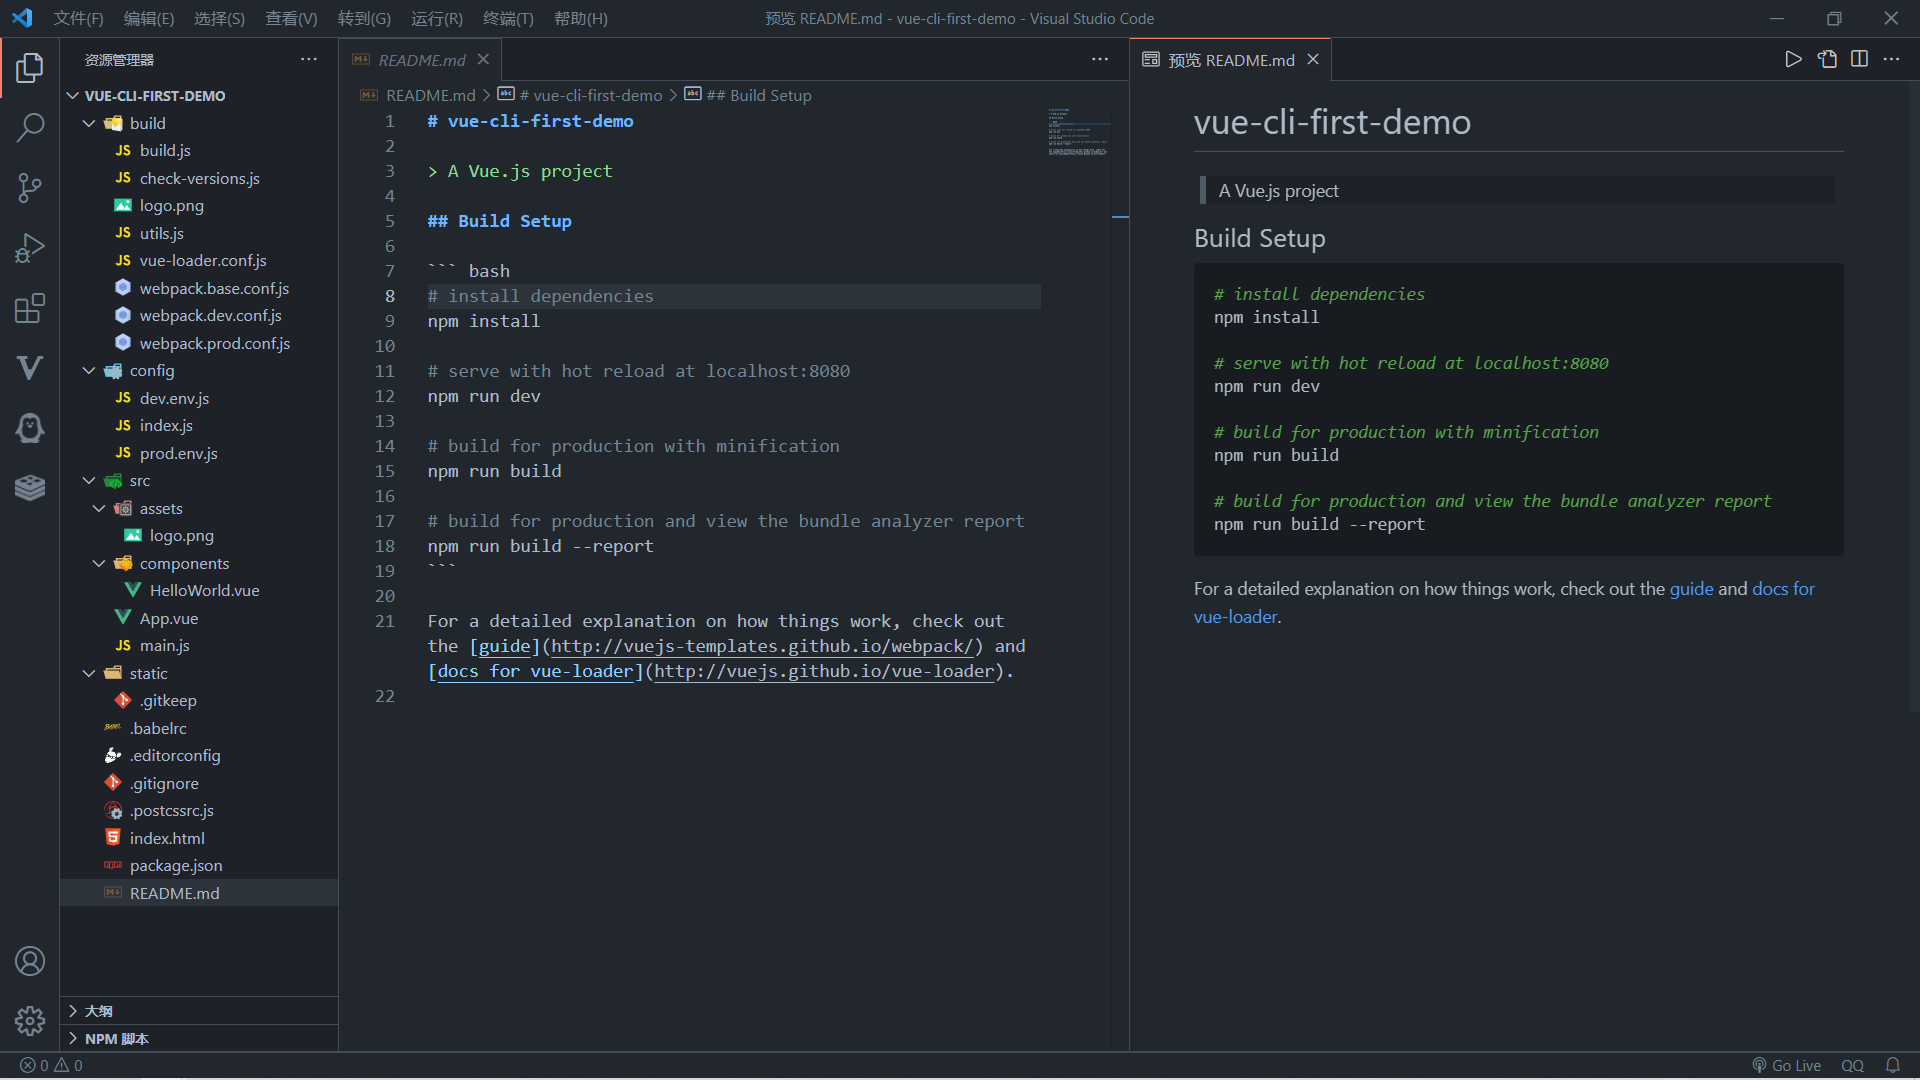 文件(F) 编辑(E) 选择(S) 查看(V) 转到(G) 运行(R) 终端(T) 帮助(H)
预览 README.md - vue-cli-first-demo - Visual Studio Code
资源管理器
VUE-CLI-FIRST-DEMO
build
JS build.js
JS check-versions.js
logo.png
JS utils.js
JS vue-loader.conf.js
webpack.base.conf.js
webpack.dev.conf.js
webpack.prod.conf.js
config
JS dev.env.js
JS index.js
JS prod.env.js
src
assets
logo.png
components
HelloWorld.vue
App.vue
JS main.js
static
.gitkeep
.babelrc
.editorconfig
.gitignore
.postcssrc.js
index.html
package.json
README.md
大纲
NPM 脚本
README.md
README.md > # vue-cli-first-demo > ## Build Setup
1 # vue-cli-first-demo
2
3 > A Vue.js project
4
5 ## Build Setup
6
7 ``` bash
8 # install dependencies
9 npm install
10
11 # serve with hot reload at localhost:8080
12 npm run dev
13
14 # build for production with minification
15 npm run build
16
17 # build for production and view the bundle analyzer report
18 npm run build --report
19 ```
20
21 For a detailed explanation on how things work, check out
the [guide](http://vuejs-templates.github.io/webpack/) and
[docs for vue-loader](http://vuejs.github.io/vue-loader).
22
预览 README.md
vue-cli-first-demo
A Vue.js project
Build Setup
# install dependencies
npm install
# serve with hot reload at localhost:8080
npm run dev
# build for production with minification
npm run build
# build for production and view the bundle analyzer report
npm run build --report
For a detailed explanation on how things work, check out the guide and docs for
vue-loader.
0 0
Go Live QQ